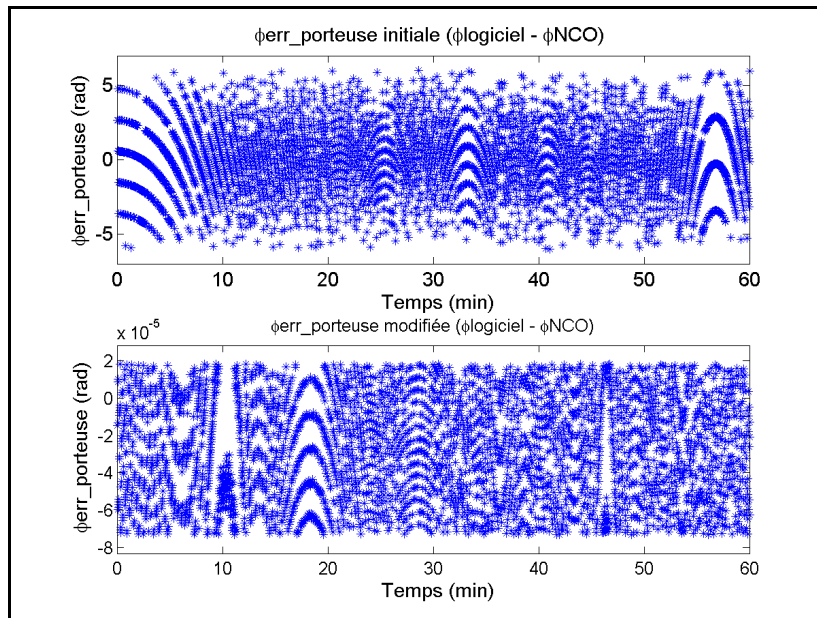 φerr_porteuse initiale (φlogiciel - φNCO)
φerr_porteuse (rad)
5
0
-5
0 10 20 30 40 50 60
Temps (min)
x 10⁻⁵
φerr_porteuse modifiée (φlogiciel - φNCO)
φerr_porteuse (rad)
2
0
-2
-4
-6
-8
0 10 20 30 40 50 60
Temps (min)